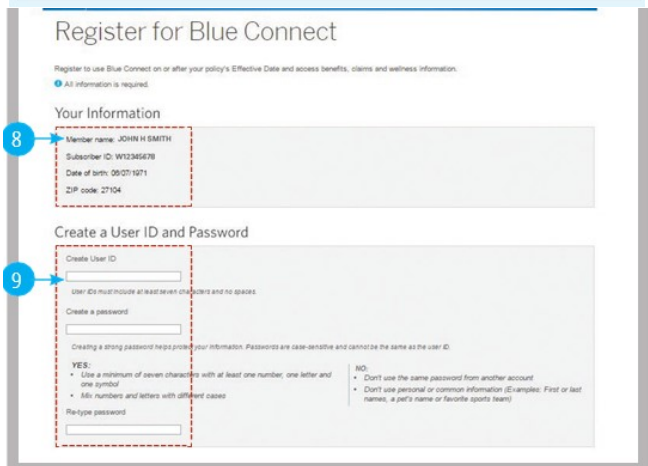 Register for Blue Connect
Register to use Blue Connect on or after your policy's Effective Date and access benefits, claims and wellness information.
All information is required.
Your Information
8
Member name: JOHN H SMITH
Subscriber ID: W12345678
Date of birth: 08/07/1971
ZIP code: 27104
Create a User ID and Password
Create User ID
9
User IDs must include at least seven characters and no spaces.
Create a password
Creating a strong password helps protect your information. Passwords are case-sensitive and cannot be the same as the user ID.
YES:
• Use a minimum of seven characters with at least one number, one letter and
one symbol
• Mix numbers and letters with different cases
NO:
• Don't use the same password from another account
• Don't use personal or common information (Examples: First or last
names, a pet's name or favorite sports team)
Re-type password